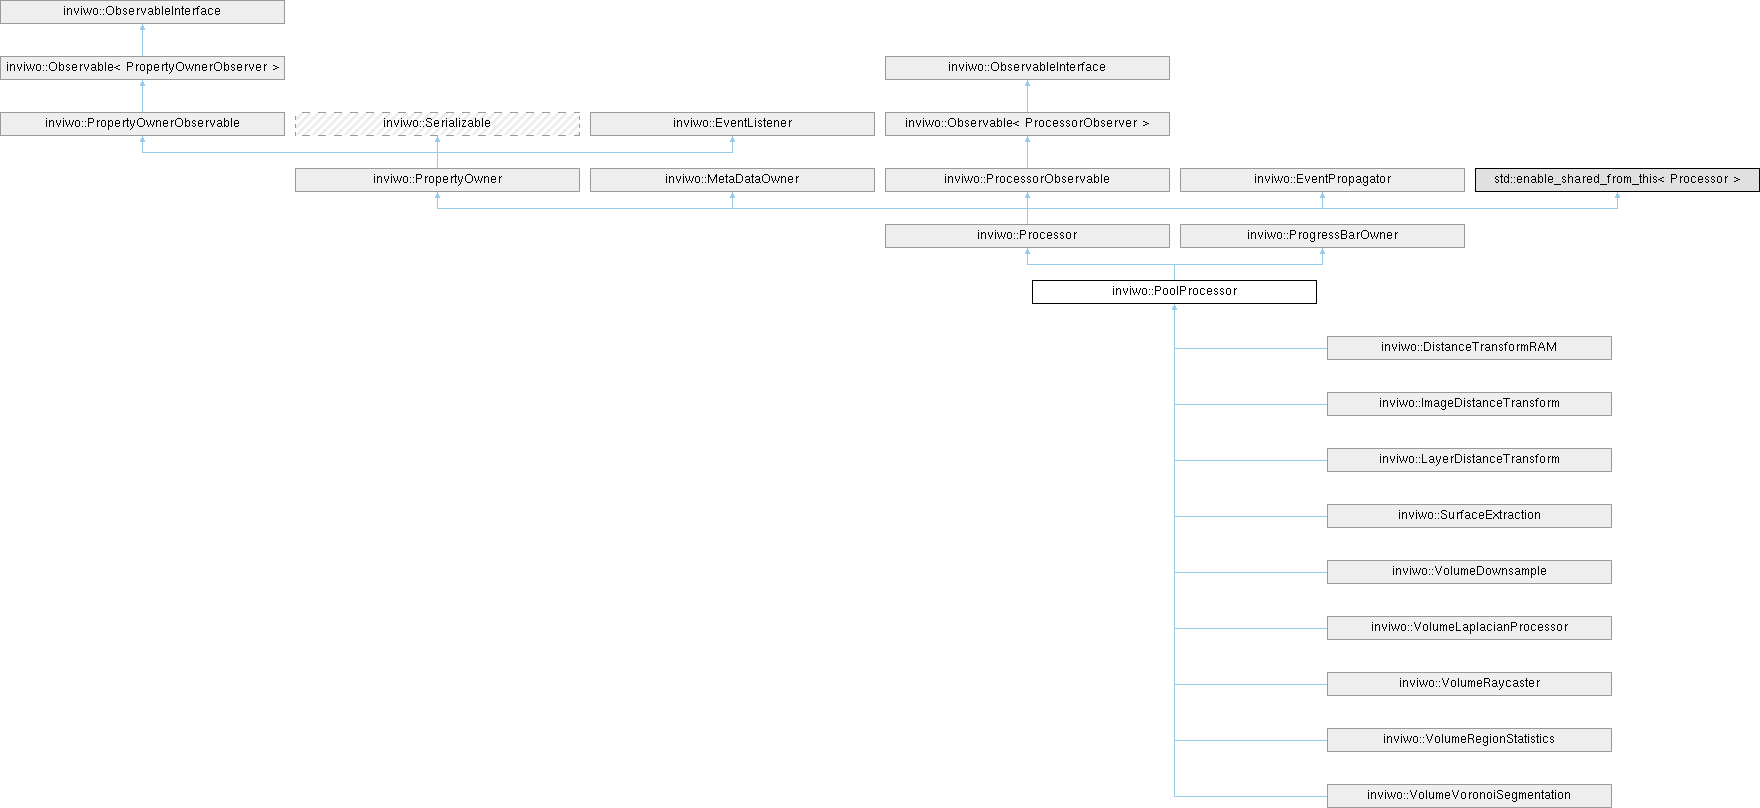 inviwo::ObservableInterface
inviwo::Observable< PropertyOwnerObserver >
inviwo::ObservableInterface
inviwo::PropertyOwnerObservable
inviwo::Serializable
inviwo::EventListener
inviwo::Observable< ProcessorObserver >
inviwo::PropertyOwner
inviwo::MetaDataOwner
inviwo::ProcessorObservable
inviwo::EventPropagator
std::enable_shared_from_this< Processor >
inviwo::Processor
inviwo::ProgressBarOwner
inviwo::PoolProcessor
inviwo::DistanceTransformRAM
inviwo::ImageDistanceTransform
inviwo::LayerDistanceTransform
inviwo::SurfaceExtraction
inviwo::VolumeDownsample
inviwo::VolumeLaplacianProcessor
inviwo::VolumeRaycaster
inviwo::VolumeRegionStatistics
inviwo::VolumeVoronoiSegmentation